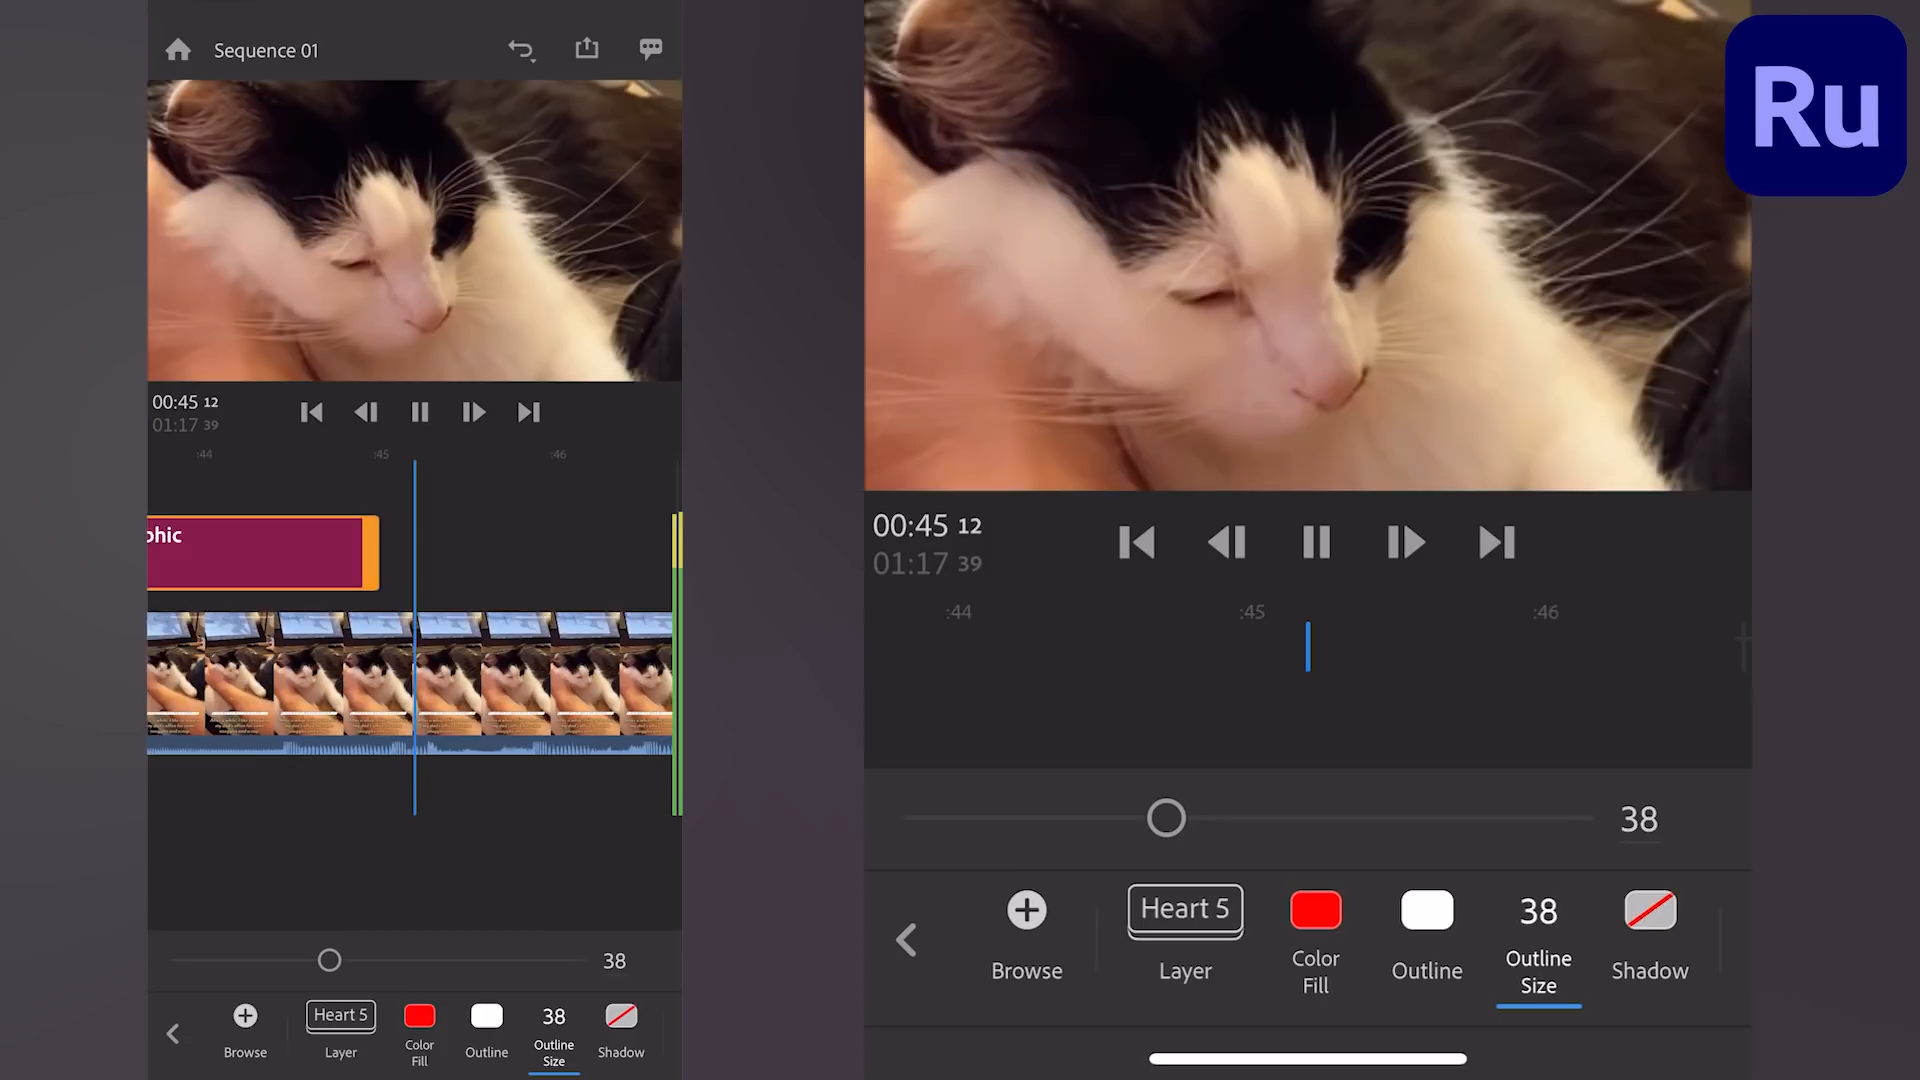 Sequence 01
00:45 12
01:17 39
:44
:45
:46
phic
38
Browse
Heart 5
Layer
Color
Fill
Outline
38
Outline
Size
Shadow
Ru
00:45 12
01:17 39
:44
:45
:46
38
Browse
Heart 5
Layer
Color
Fill
Outline
38
Outline
Size
Shadow